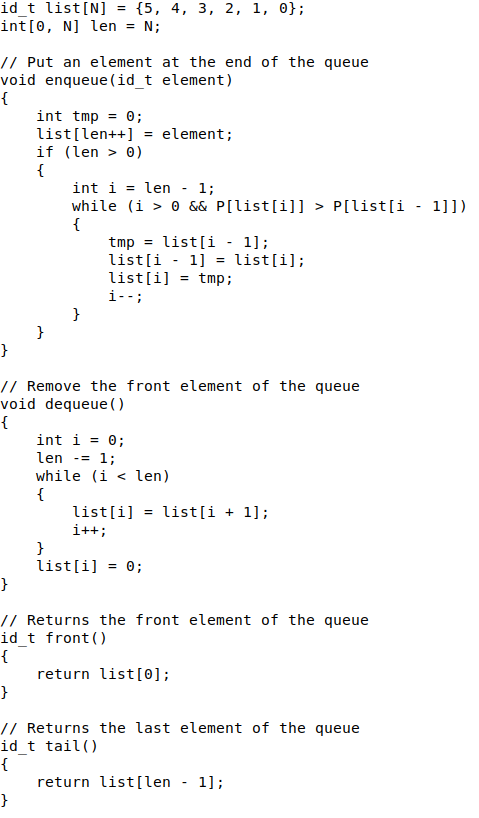 id_t list[N] = {5, 4, 3, 2, 1, 0};
int[0, N] len = N;

// Put an element at the end of the queue
void enqueue(id_t element)
{
    int tmp = 0;
    list[len++] = element;
    if (len > 0)
    {
        int i = len - 1;
        while (i > 0 && P[list[i]] > P[list[i - 1]])
        {
            tmp = list[i - 1];
            list[i - 1] = list[i];
            list[i] = tmp;
            i--;
        }
    }
}

// Remove the front element of the queue
void dequeue()
{
    int i = 0;
    len -= 1;
    while (i < len)
    {
        list[i] = list[i + 1];
        i++;
    }
    list[i] = 0;
}

// Returns the front element of the queue
id_t front()
{
    return list[0];
}

// Returns the last element of the queue
id_t tail()
{
    return list[len - 1];
}